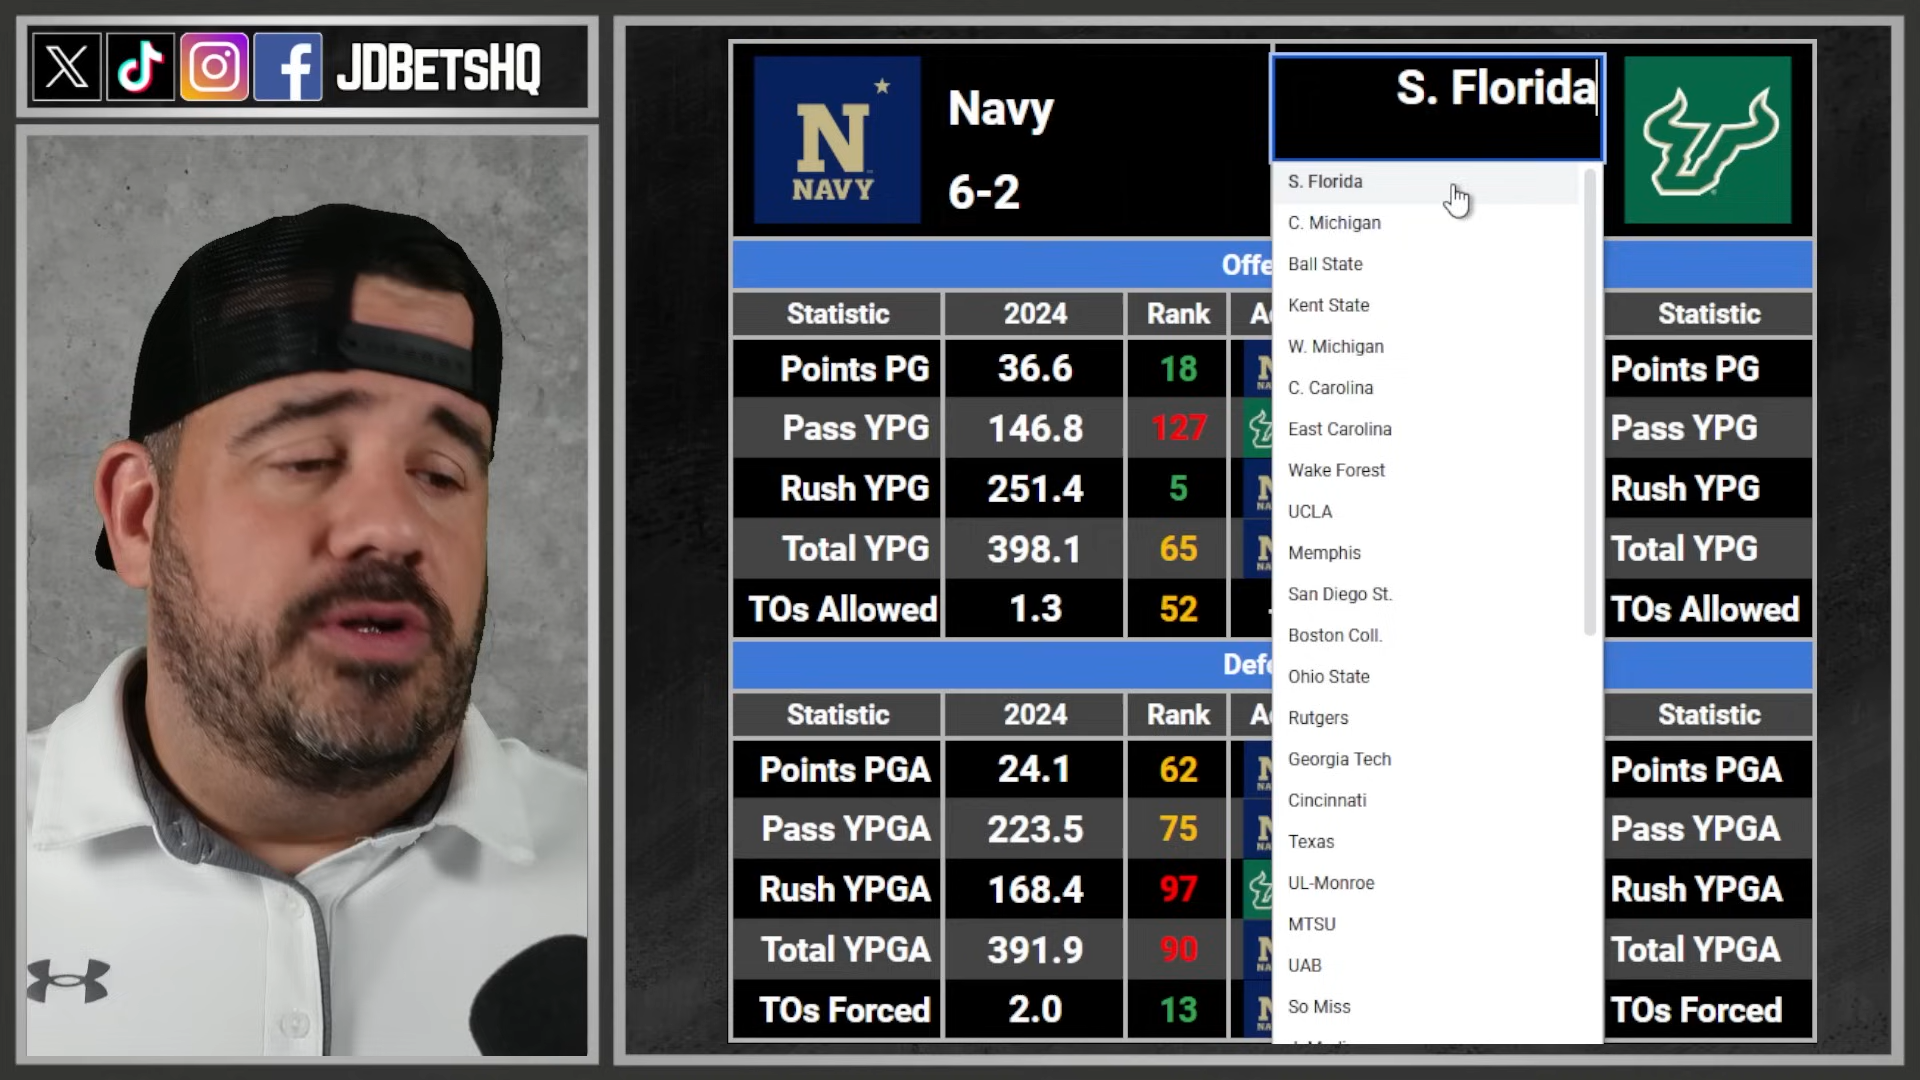 JDBETSHQ
N
NAVY
Navy
6-2
S. Florida
S. Florida
C. Michigan
Ball State
Kent State
W. Michigan
C. Carolina
East Carolina
Wake Forest
UCLA
Memphis
San Diego St.
Boston Coll.
Ohio State
Rutgers
Georgia Tech
Cincinnati
Texas
UL-Monroe
MTSU
UAB
So Miss
Offe
Statistic 2024 Rank Statistic
Points PG 36.6 18 Points PG
Pass YPG 146.8 127 Pass YPG
Rush YPG 251.4 5 Rush YPG
Total YPG 398.1 65 Total YPG
TOs Allowed 1.3 52 TOs Allowed
Defe
Statistic 2024 Rank Statistic
Points PGA 24.1 62 Points PGA
Pass YPGA 223.5 75 Pass YPGA
Rush YPGA 168.4 97 Rush YPGA
Total YPGA 391.9 90 Total YPGA
TOs Forced 2.0 13 TOs Forced